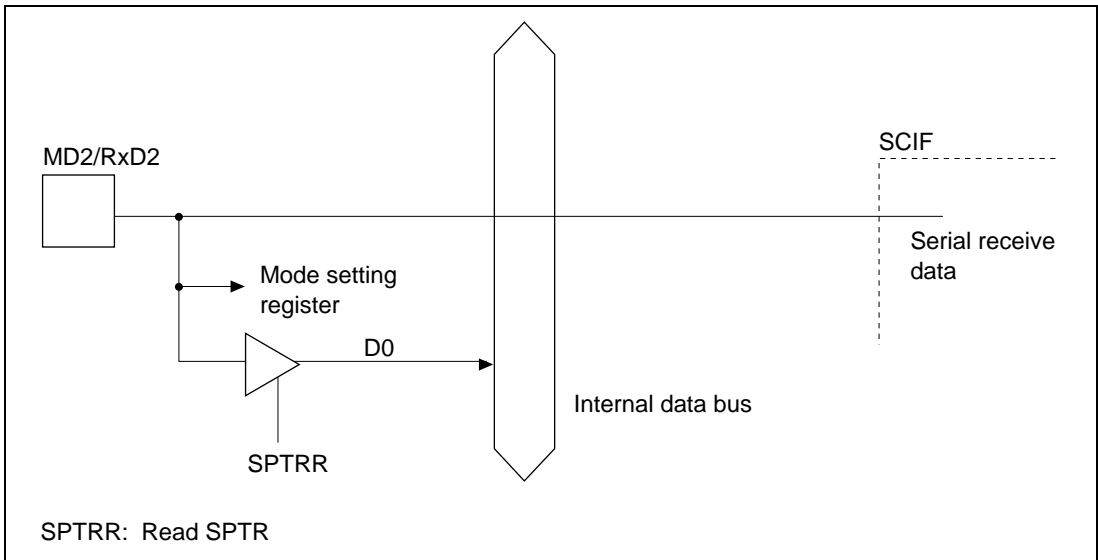 MD2/RxD2
SCIF
Serial receive
data
Mode setting
register
D0
Internal data bus
SPTRR
SPTRR: Read SPTR